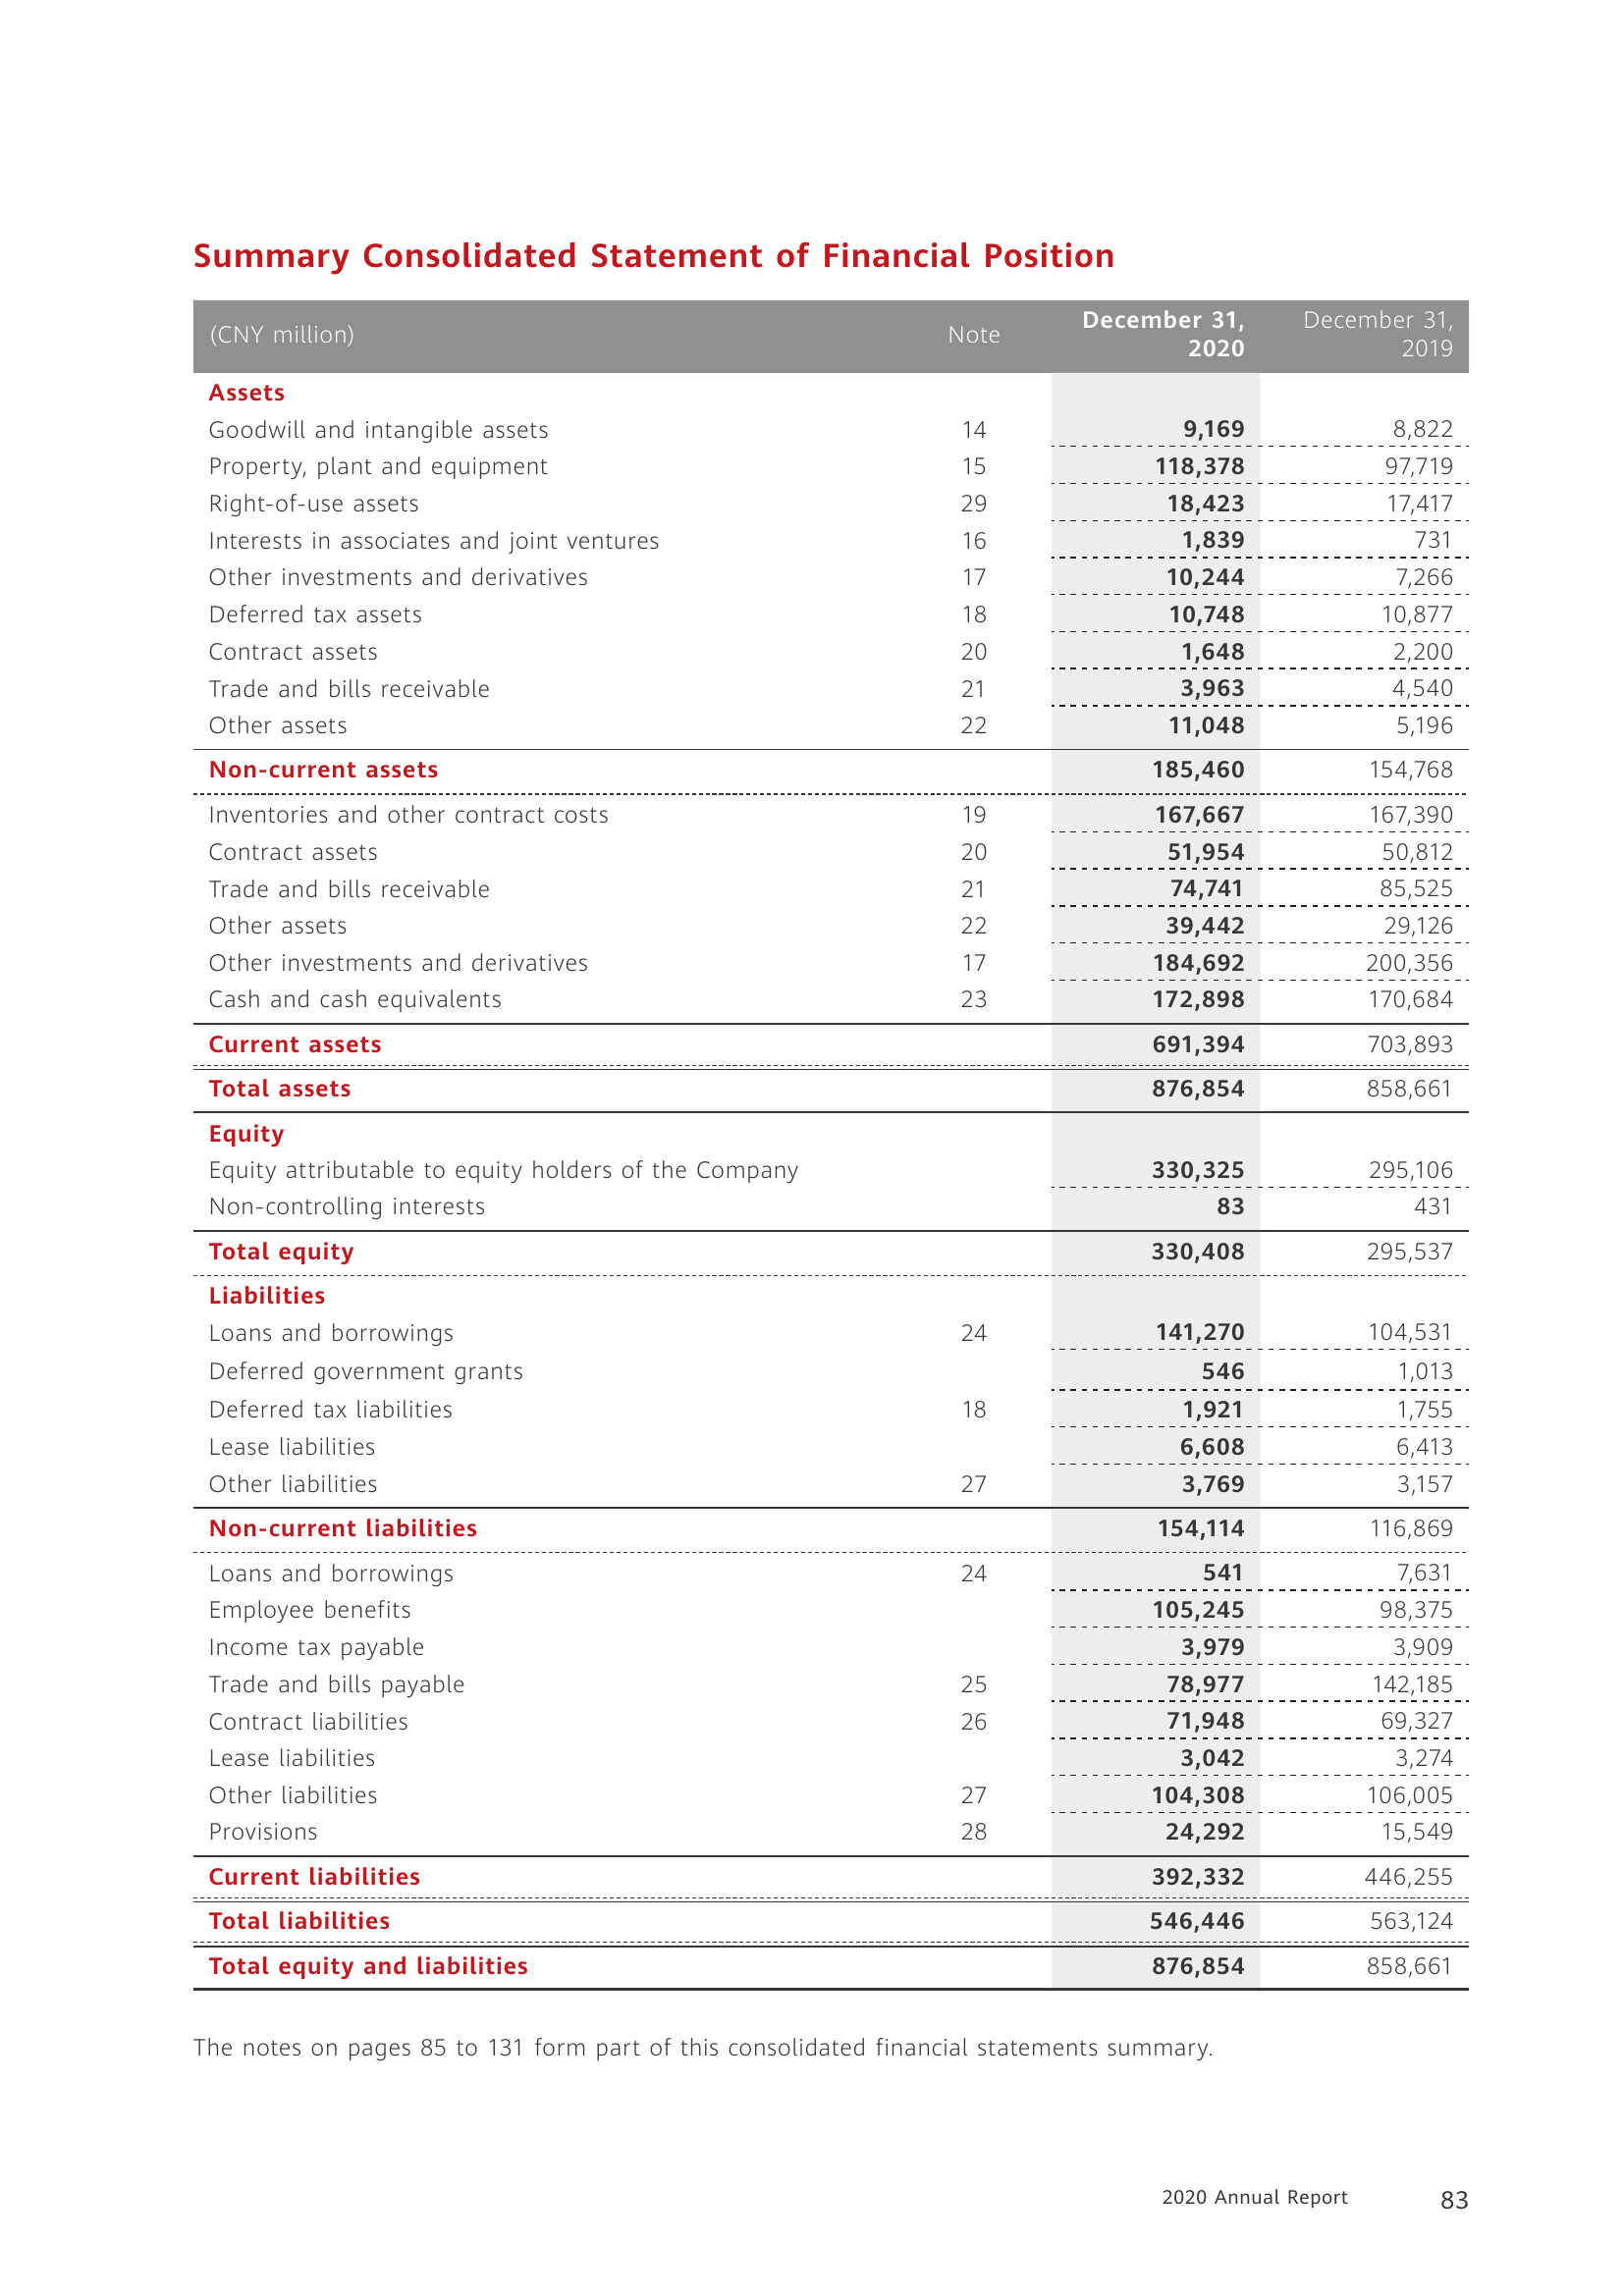 Summary Consolidated Statement of Financial Position
(CNY million) Note December 31, 2020 December 31, 2019
Assets
Goodwill and intangible assets 14 9,169 8,822
Property, plant and equipment 15 118,378 97,719
Right-of-use assets 29 18,423 17,417
Interests in associates and joint ventures 16 1,839 731
Other investments and derivatives 17 10,244 7,266
Deferred tax assets 18 10,748 10,877
Contract assets 20 1,648 2,200
Trade and bills receivable 21 3,963 4,540
Other assets 22 11,048 5,196
Non-current assets 185,460 154,768
Inventories and other contract costs 19 167,667 167,390
Contract assets 20 51,954 50,812
Trade and bills receivable 21 74,741 85,525
Other assets 22 39,442 29,126
Other investments and derivatives 17 184,692 200,356
Cash and cash equivalents 23 172,898 170,684
Current assets 691,394 703,893
Total assets 876,854 858,661
Equity
Equity attributable to equity holders of the Company 330,325 295,106
Non-controlling interests 83 431
Total equity 330,408 295,537
Liabilities
Loans and borrowings 24 141,270 104,531
Deferred government grants 546 1,013
Deferred tax liabilities 18 1,921 1,755
Lease liabilities 6,608 6,413
Other liabilities 27 3,769 3,157
Non-current liabilities 154,114 116,869
Loans and borrowings 24 541 7,631
Employee benefits 105,245 98,375
Income tax payable 3,979 3,909
Trade and bills payable 25 78,977 142,185
Contract liabilities 26 71,948 69,327
Lease liabilities 3,042 3,274
Other liabilities 27 104,308 106,005
Provisions 28 24,292 15,549
Current liabilities 392,332 446,255
Total liabilities 546,446 563,124
Total equity and liabilities 876,854 858,661
The notes on pages 85 to 131 form part of this consolidated financial statements summary.
2020 Annual Report 83